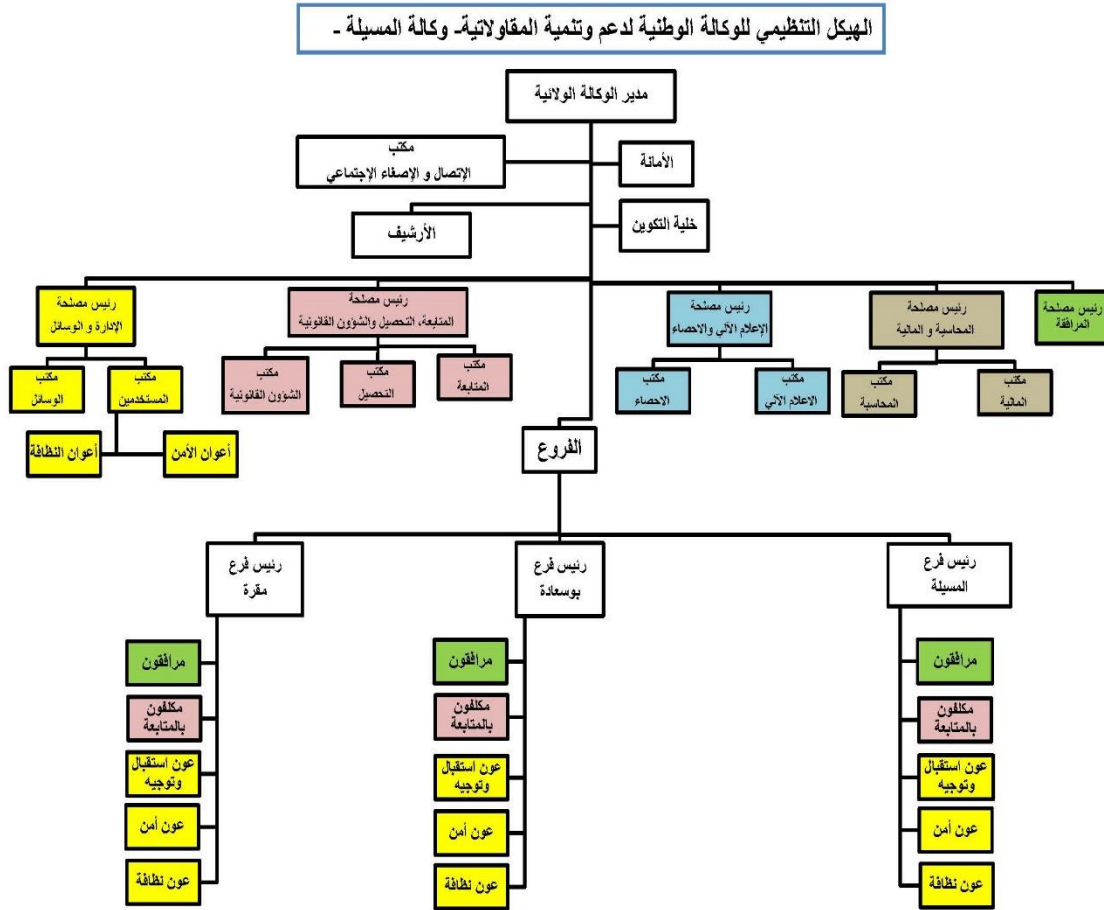 الهيكل التنظيمي للوكالة الوطنية لدعم وتنمية المقاولاتية- وكالة المسيلة -
مدير الوكالة الولائية
الأمانة
مكتب
الإتصال و الإصغاء الإجتماعي
خلية التكوين
الأرشيف
رئيس مصلحة
المرافقة
رئيس مصلحة
المحاسبة و المالية
رئيس مصلحة
الإعلام الألي والاحصاء
رئيس مصلحة
المتابعة، التحصيل والشؤون القانونية
رئيس مصلحة
الإدارة و الوسائل
مكتب
المالية
مكتب
المحاسبة
مكتب
الاعلام الألي
مكتب
الاحصاء
مكتب
المتابعة
مكتب
التحصيل
مكتب
الشؤون القانونية
مكتب
المستخدمين
مكتب
الوسائل
أعوان الأمن
أعوان النظافة
الفروع
رئيس فرع
المسيلة
رئيس فرع
بوسعادة
رئيس فرع
مقرة
مرافقون
مكلفون
بالمتابعة
عون استقبال
وتوجيه
عون أمن
عون نظافة
مرافقون
مكلفون
بالمتابعة
عون استقبال
وتوجيه
عون أمن
عون نظافة
مرافقون
مكلفون
بالمتابعة
عون استقبال
وتوجيه
عون أمن
عون نظافة